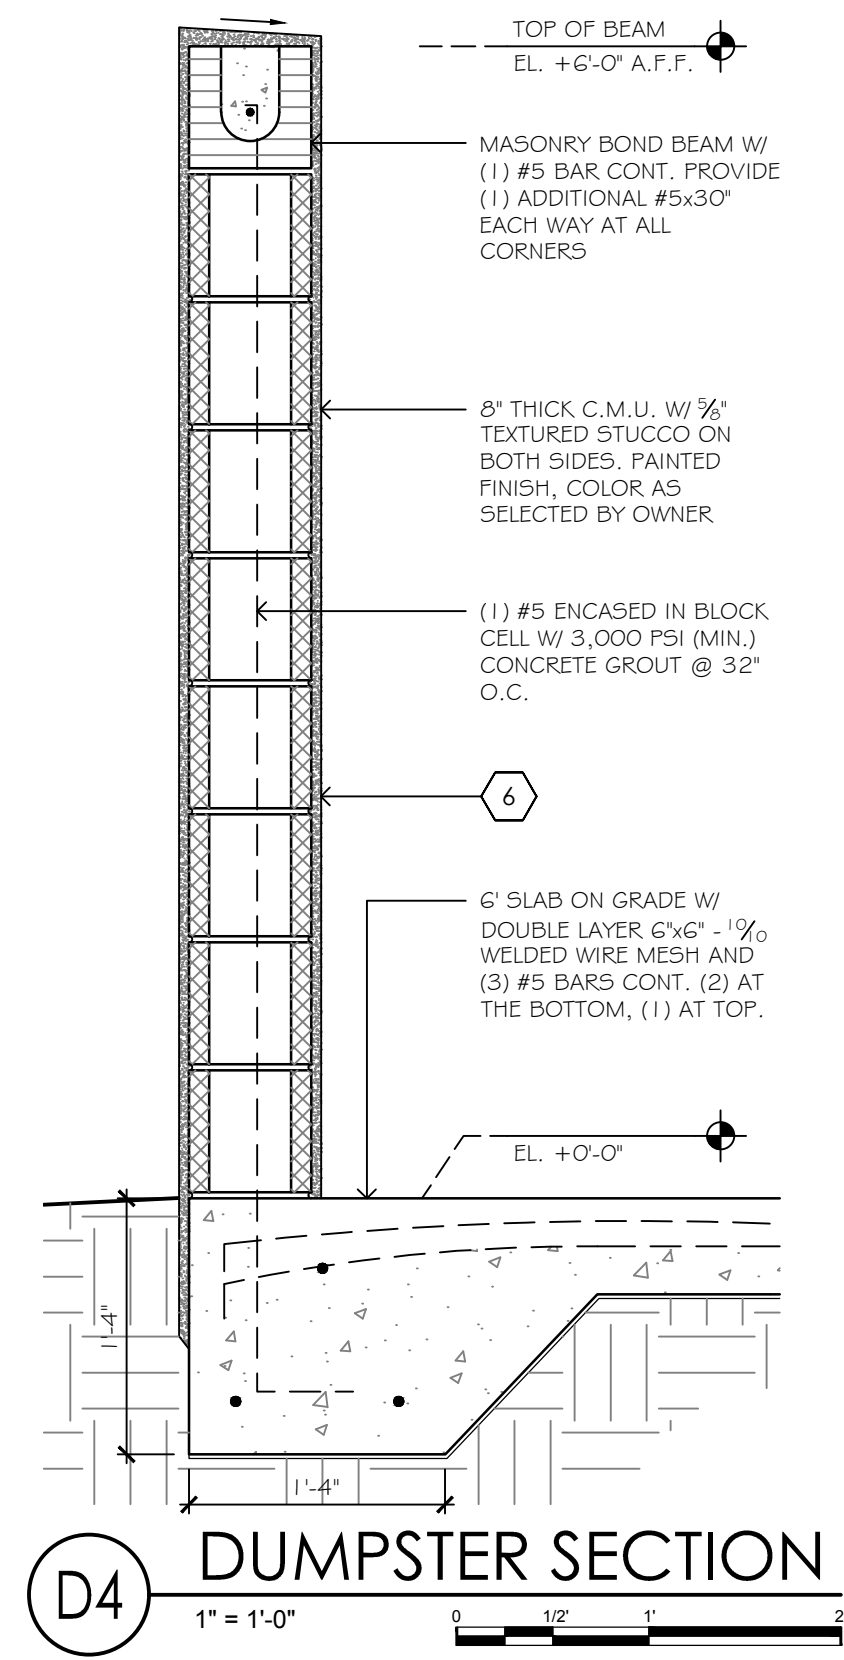 TOP OF BEAM
EL. +6'-0" A.F.F.
MASONRY BOND BEAM W/
(1) #5 BAR CONT. PROVIDE
(1) ADDITIONAL #5x30"
EACH WAY AT ALL
CORNERS
8" THICK C.M.U. W/ 5/8"
TEXTURED STUCCO ON
BOTH SIDES. PAINTED
FINISH, COLOR AS
SELECTED BY OWNER
(1) #5 ENCASED IN BLOCK
CELL W/ 3,000 PSI (MIN.)
CONCRETE GROUT @ 32"
O.C.
6
6' SLAB ON GRADE W/
DOUBLE LAYER 6"x6" - 10/10
WELDED WIRE MESH AND
(3) #5 BARS CONT. (2) AT
THE BOTTOM, (1) AT TOP.
EL. +0'-0"
1'-4"
1'-4"
D4
DUMPSTER SECTION
1" = 1'-0"
0 1/2' 1' 2